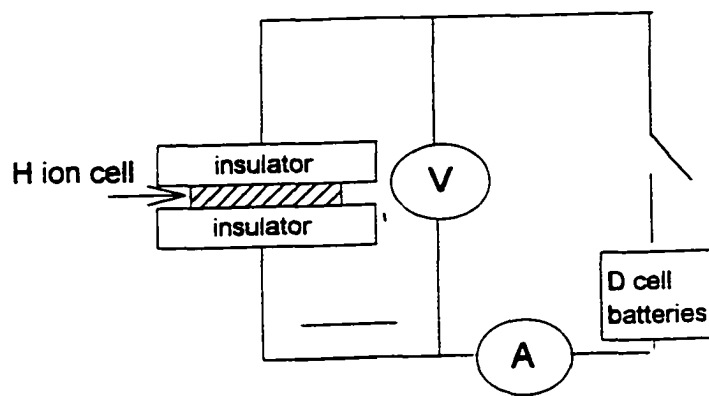 insulator
H ion cell
insulator
V
D cell
batteries
A